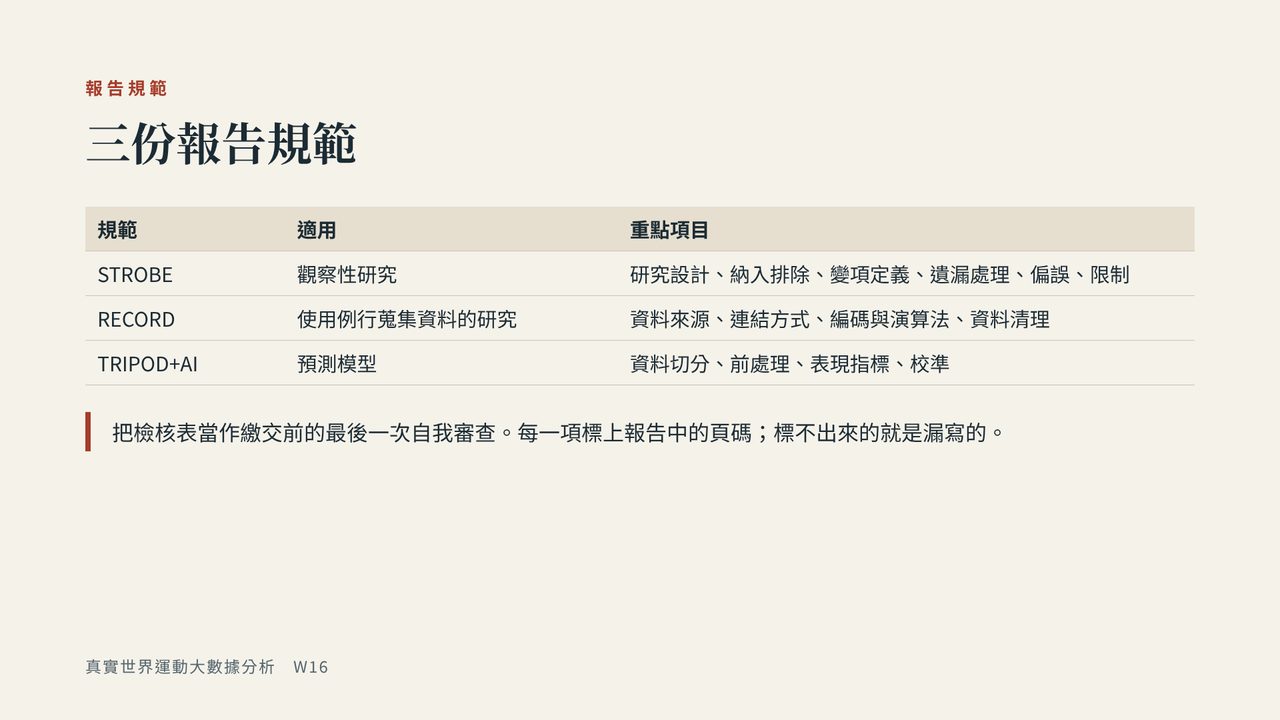 報告規範
三份報告規範
規範 適用 重點項目
STROBE 觀察性研究 研究設計、納入排除、變項定義、遺漏處理、偏誤、限制
RECORD 使用例行蒐集資料的研究 資料來源、連結方式、編碼與演算法、資料清理
TRIPOD+AI 預測模型 資料切分、前處理、表現指標、校準
把檢核表當作繳交前的最後一次自我審查。每一項標上報告中的頁碼；標不出來的就是漏寫的。
真實世界運動大數據分析 W16